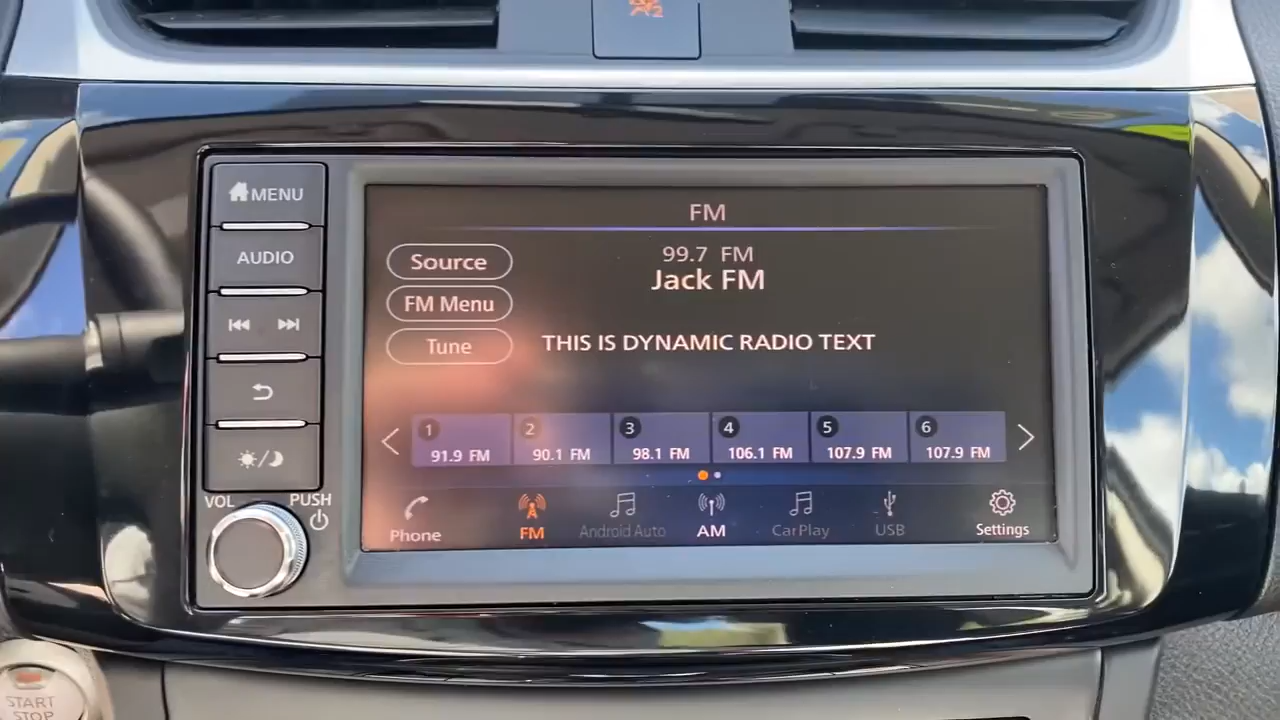 MENU
AUDIO
VOL
PUSH
FM
99.7 FM
Jack FM
Source
FM Menu
Tune
THIS IS DYNAMIC RADIO TEXT
1
91.9 FM
2
90.1 FM
3
98.1 FM
4
106.1 FM
5
107.9 FM
6
107.9 FM
Phone
FM
Android Auto
AM
CarPlay
USB
Settings
START
STOP